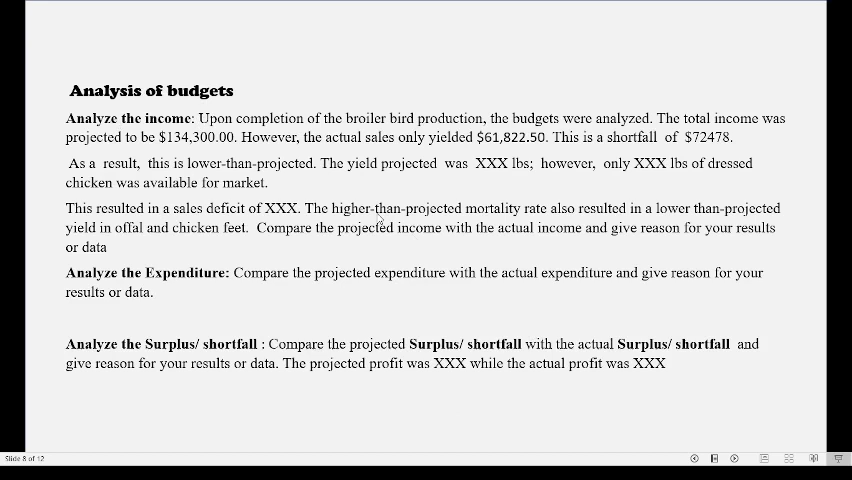 Analysis of budgets
Analyze the income: Upon completion of the broiler bird production, the budgets were analyzed. The total income was
projected to be $134,300.00. However, the actual sales only yielded $61,822.50. This is a shortfall of $72478.
As a result, this is lower-than-projected. The yield projected was XXX lbs; however, only XXX lbs of dressed
chicken was available for market.
This resulted in a sales deficit of XXX. The higher-than-projected mortality rate also resulted in a lower than-projected
yield in offal and chicken feet. Compare the projected income with the actual income and give reason for your results
or data
Analyze the Expenditure: Compare the projected expenditure with the actual expenditure and give reason for your
results or data.
Analyze the Surplus/ shortfall : Compare the projected Surplus/ shortfall with the actual Surplus/ shortfall and
give reason for your results or data. The projected profit was XXX while the actual profit was XXX
Slide 8 of 12